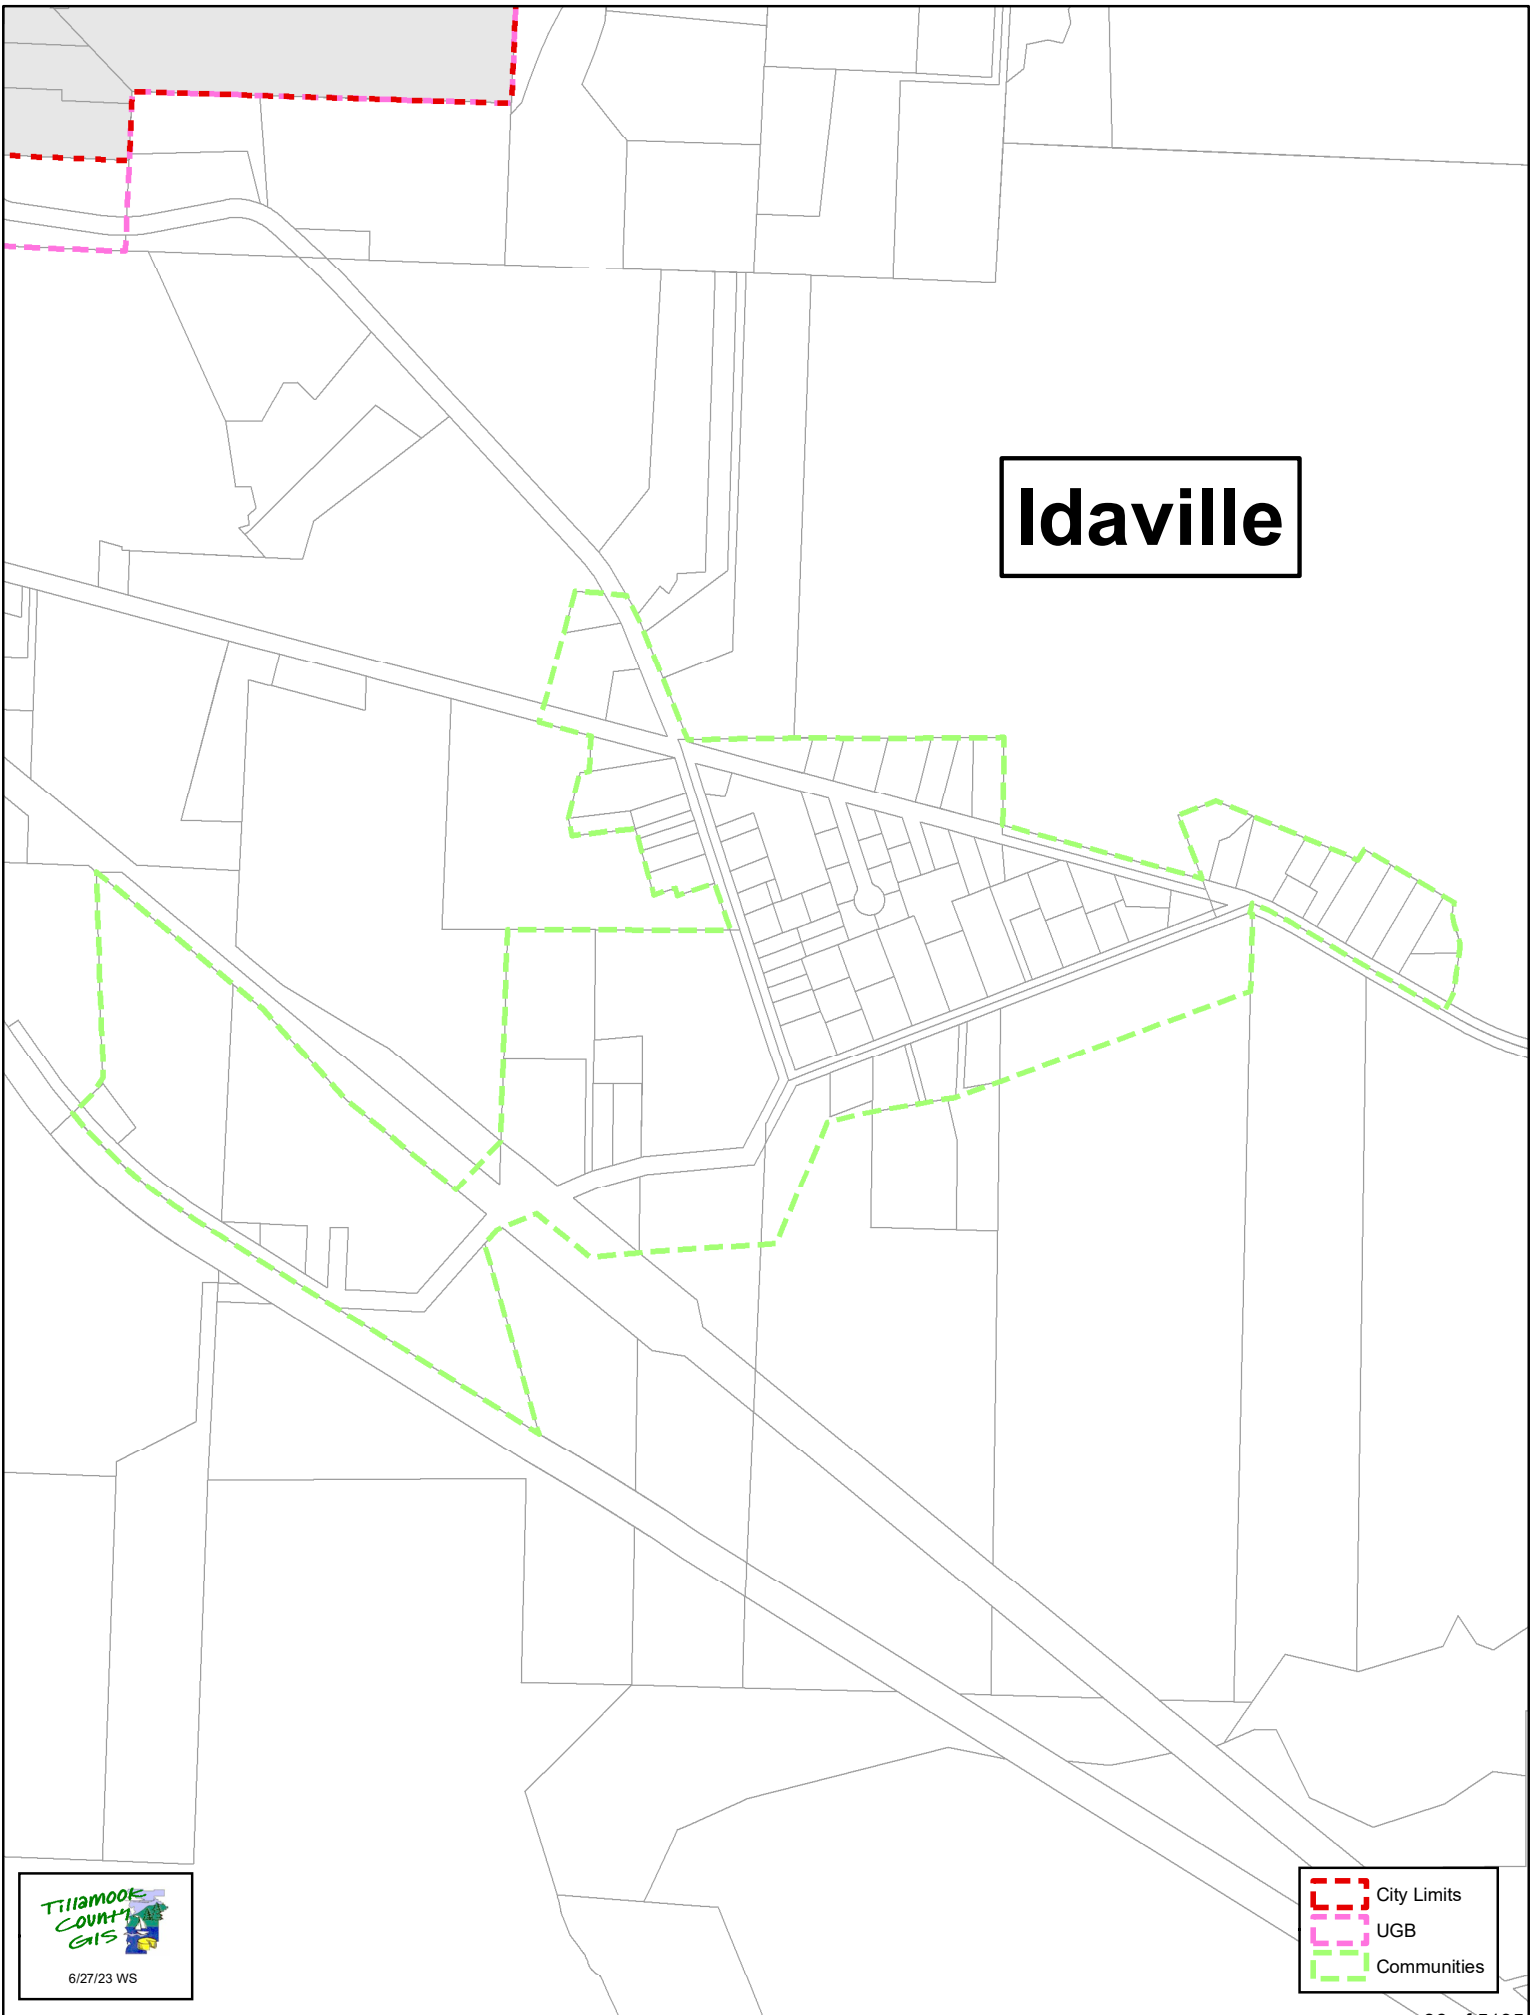 Idaville
Tillamook
County
GIS
6/27/23 WS
City Limits
UGB
Communities